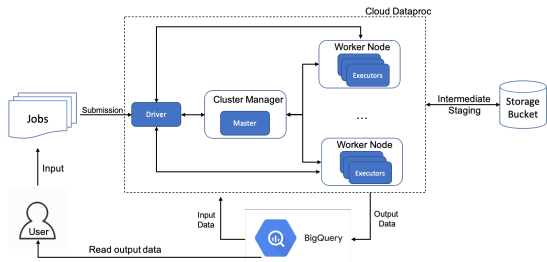 Cloud Dataproc
Worker Node
Executors
Jobs
Submission
Driver
Cluster Manager
Master
...
Intermediate
Staging
Storage
Bucket
Worker Node
Executors
Input
User
Input
Data
BigQuery
Output
Data
Read output data